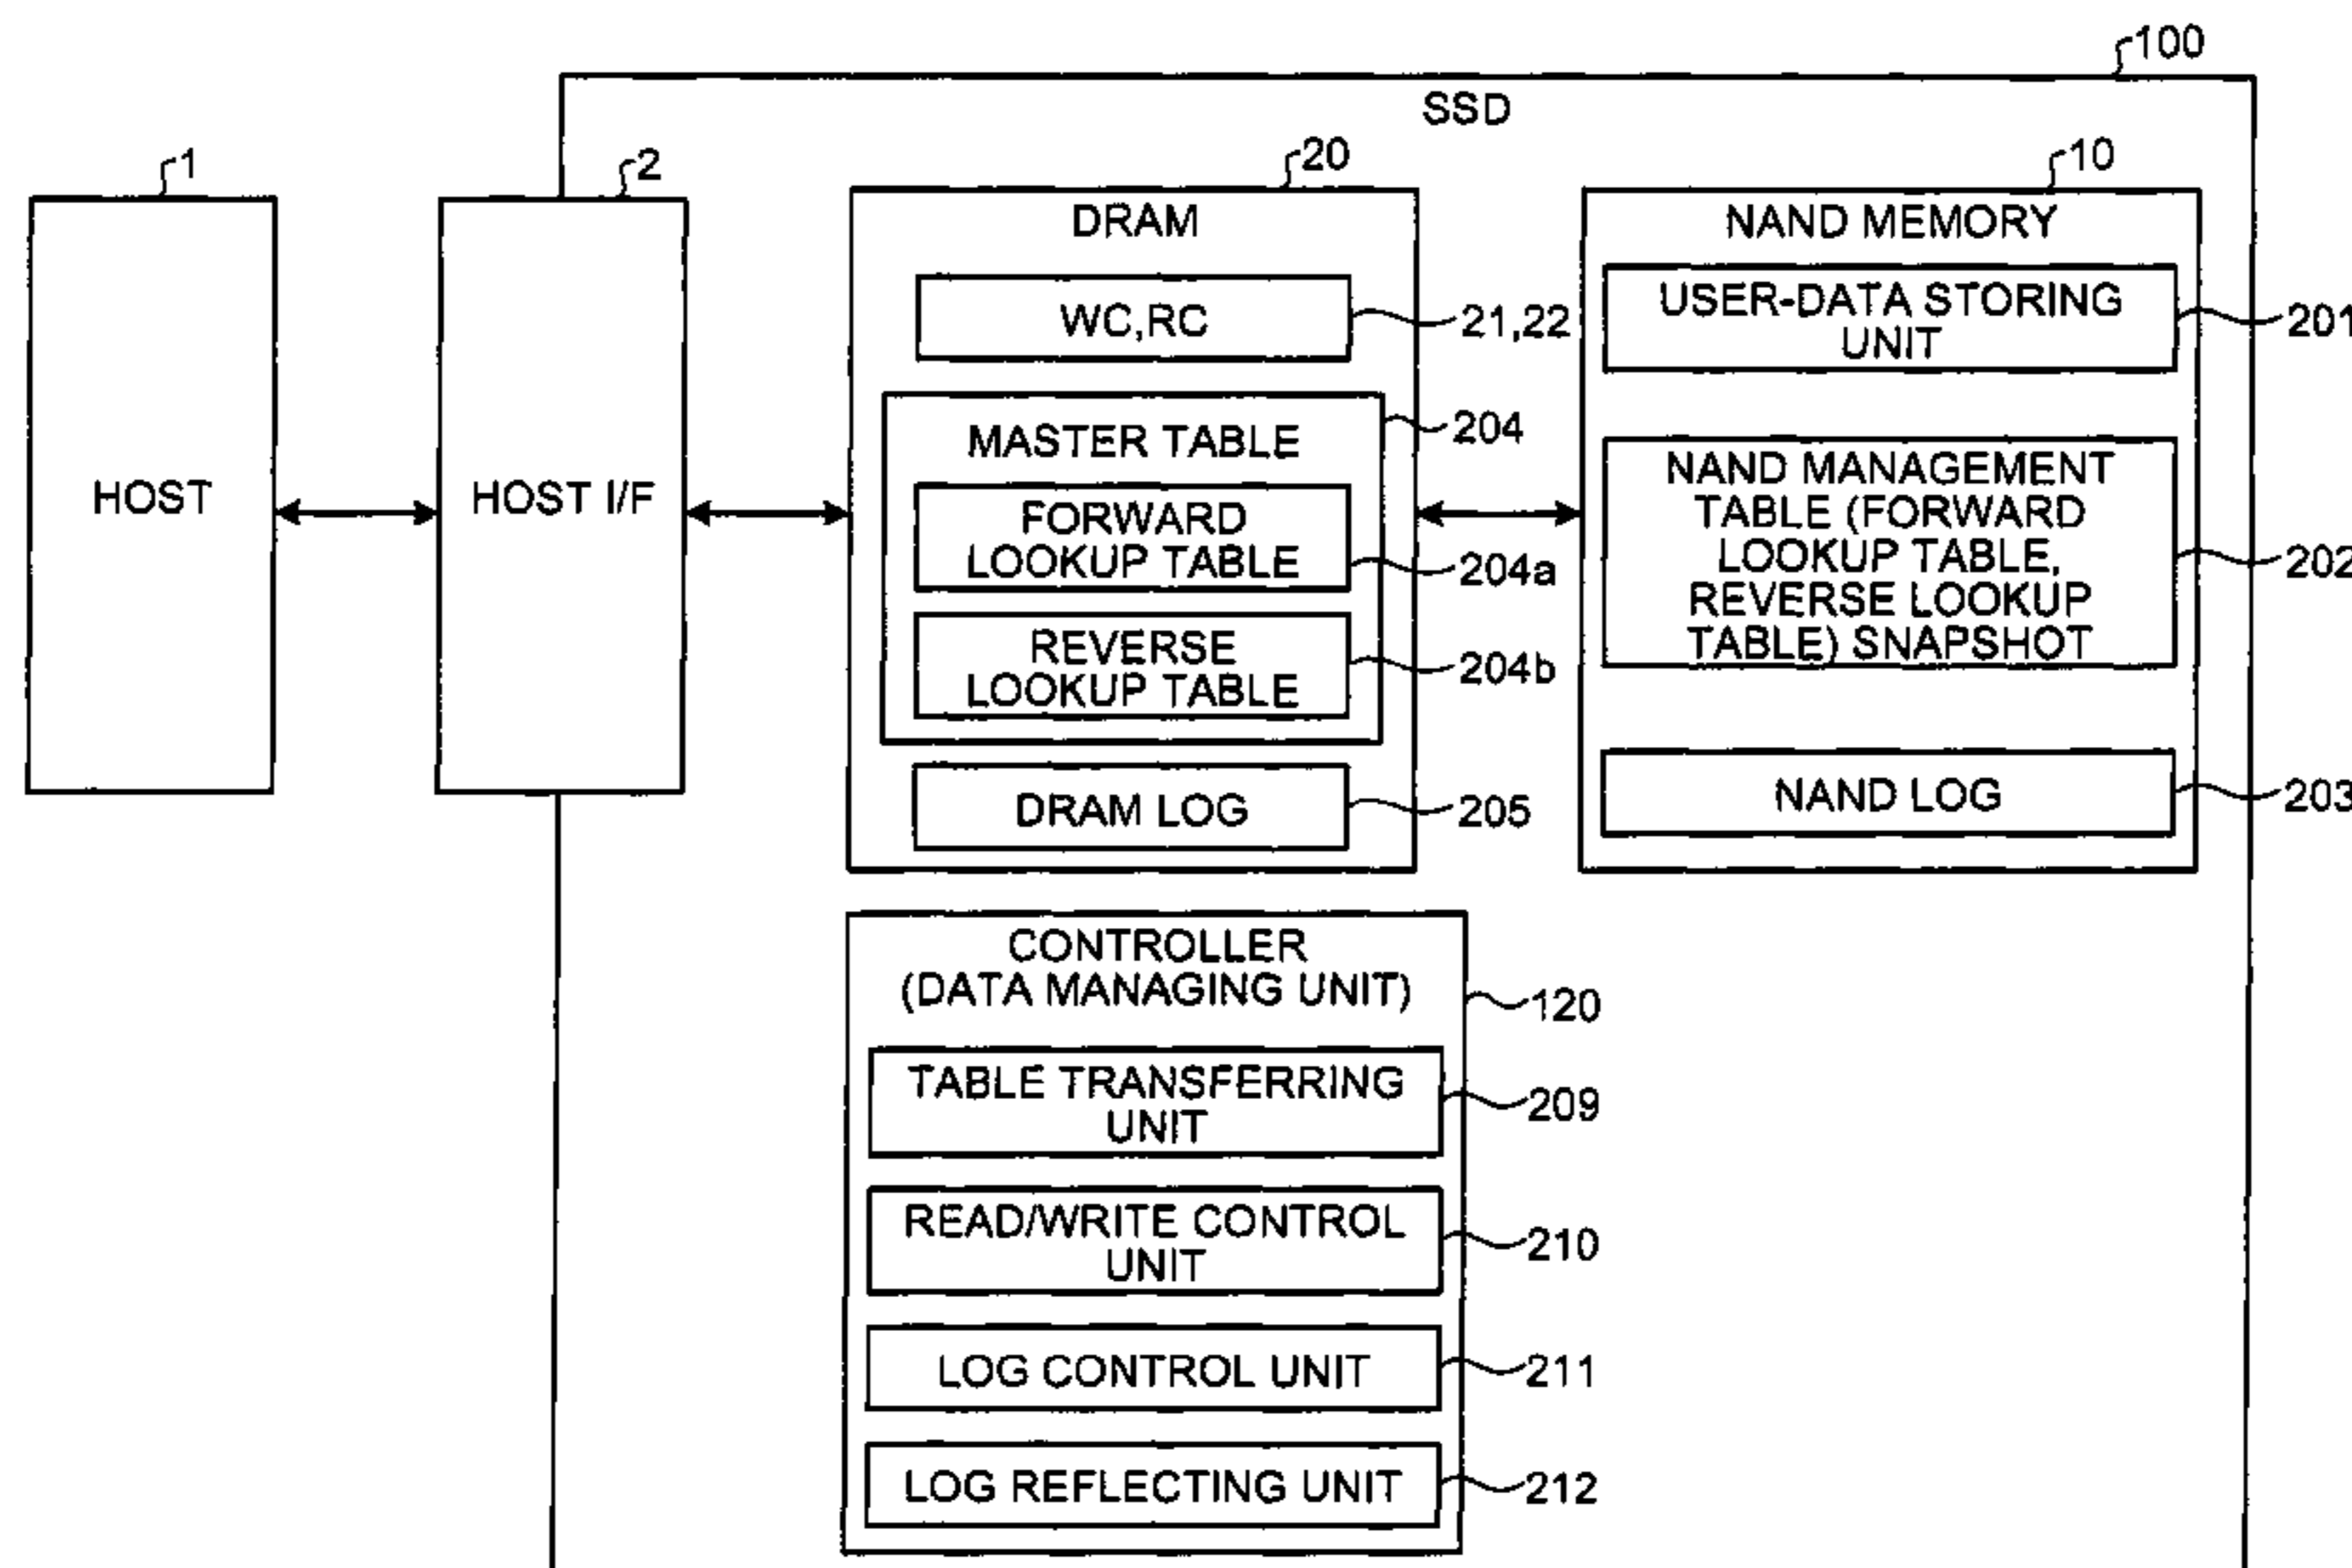 100
SSD
1
2
20
10
HOST
HOST I/F
DRAM
WC,RC
21,22
MASTER TABLE
204
FORWARD
LOOKUP TABLE
204a
REVERSE
LOOKUP TABLE
204b
DRAM LOG
205
NAND MEMORY
USER-DATA STORING
UNIT
201
NAND MANAGEMENT
TABLE (FORWARD
LOOKUP TABLE,
REVERSE LOOKUP
TABLE) SNAPSHOT
202
NAND LOG
203
CONTROLLER
(DATA MANAGING UNIT)
120
TABLE TRANSFERRING
UNIT
209
READ/WRITE CONTROL
UNIT
210
LOG CONTROL UNIT
211
LOG REFLECTING UNIT
212